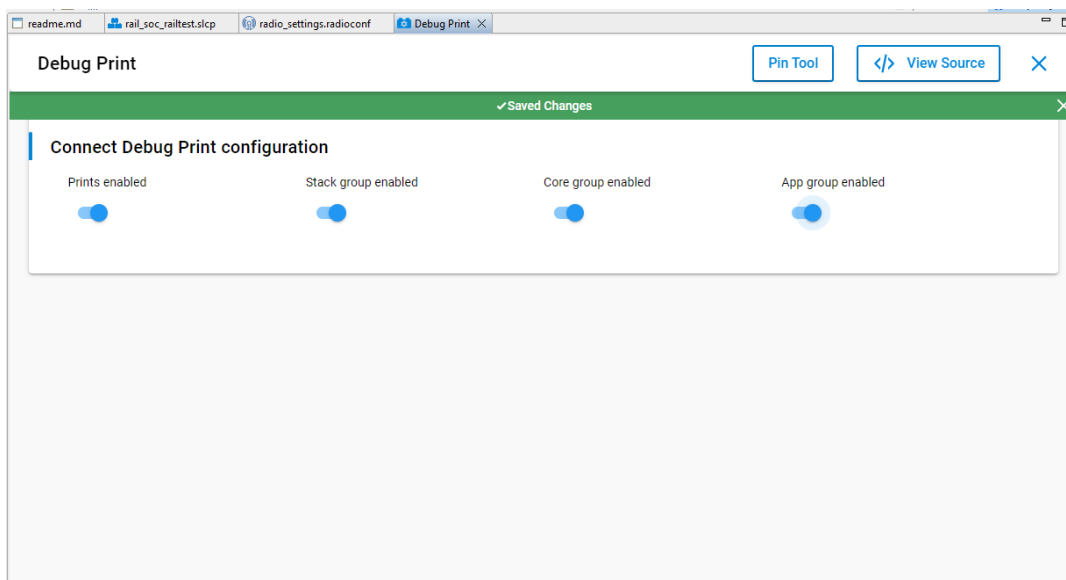 readme.md rail_soc_railtest.slcp radio_settings.radioconf Debug Print
Debug Print Pin Tool </> View Source
Saved Changes
Connect Debug Print configuration
Prints enabled Stack group enabled Core group enabled App group enabled